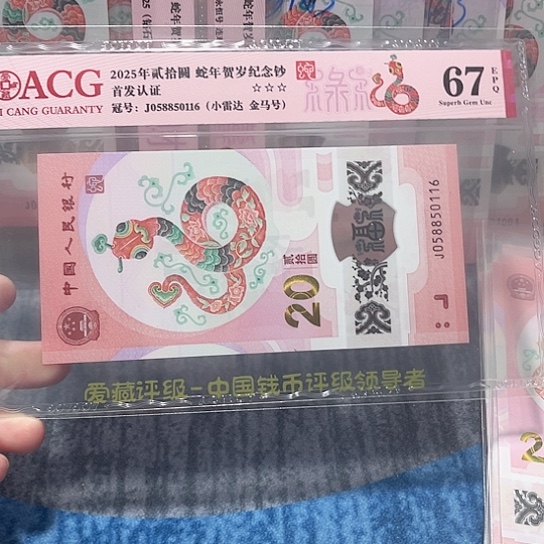 ACG
I CANG GUARANTY
2025年贰拾圆 蛇年贺岁纪念钞
首发认证
☆☆☆
冠号：J058850116（小雷达 金马号）
67
EPQ
Superb Gem Unc
中国人民银行
贰拾圆
20
J058850116
爱藏评级-中国钱币评级领导者
2